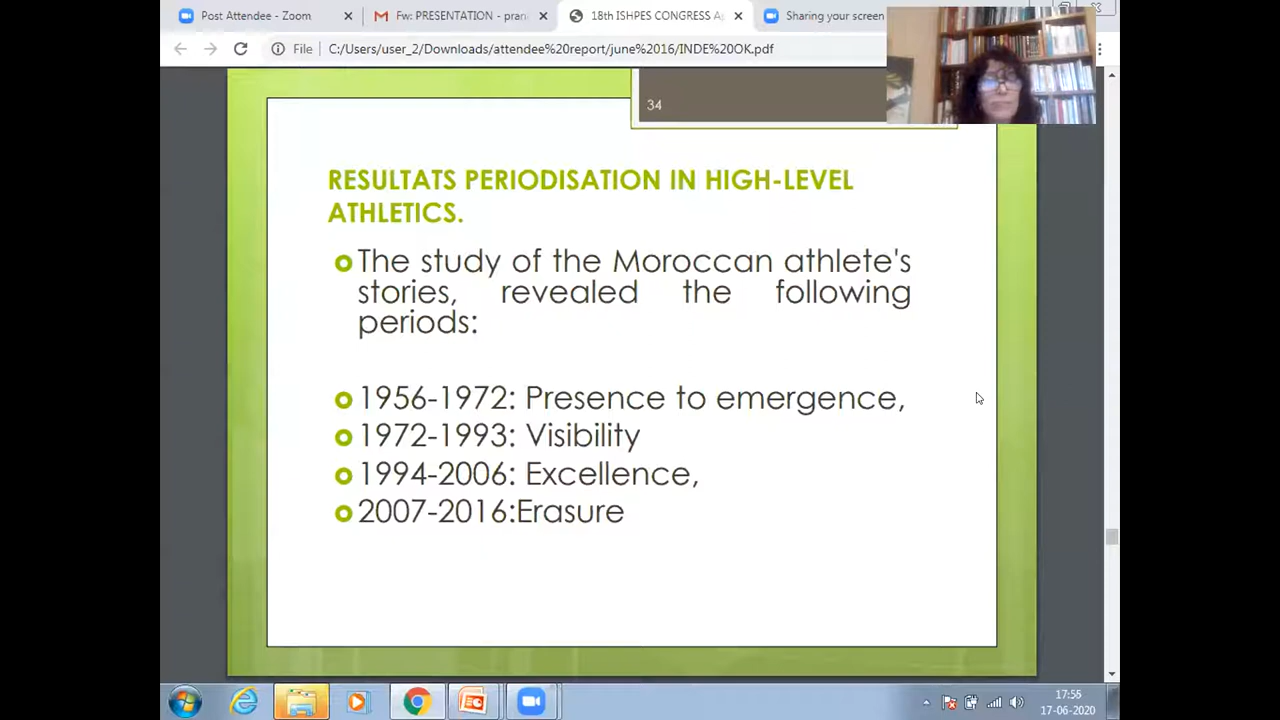 Post Attendee - Zoom
Fw: PRESENTATION - pran
18th ISHPES CONGRESS A
Sharing your screen
File
C:/Users/user_2/Downloads/attendee%20report/june%2016/INDE%20OK.pdf
34
RESULTATS PERIODISATION IN HIGH-LEVEL
ATHLETICS.
The study of the Moroccan athlete's
stories, revealed the following
periods:
1956-1972: Presence to emergence,
1972-1993: Visibility
1994-2006: Excellence,
2007-2016:Erasure
17:55
17-06-2020